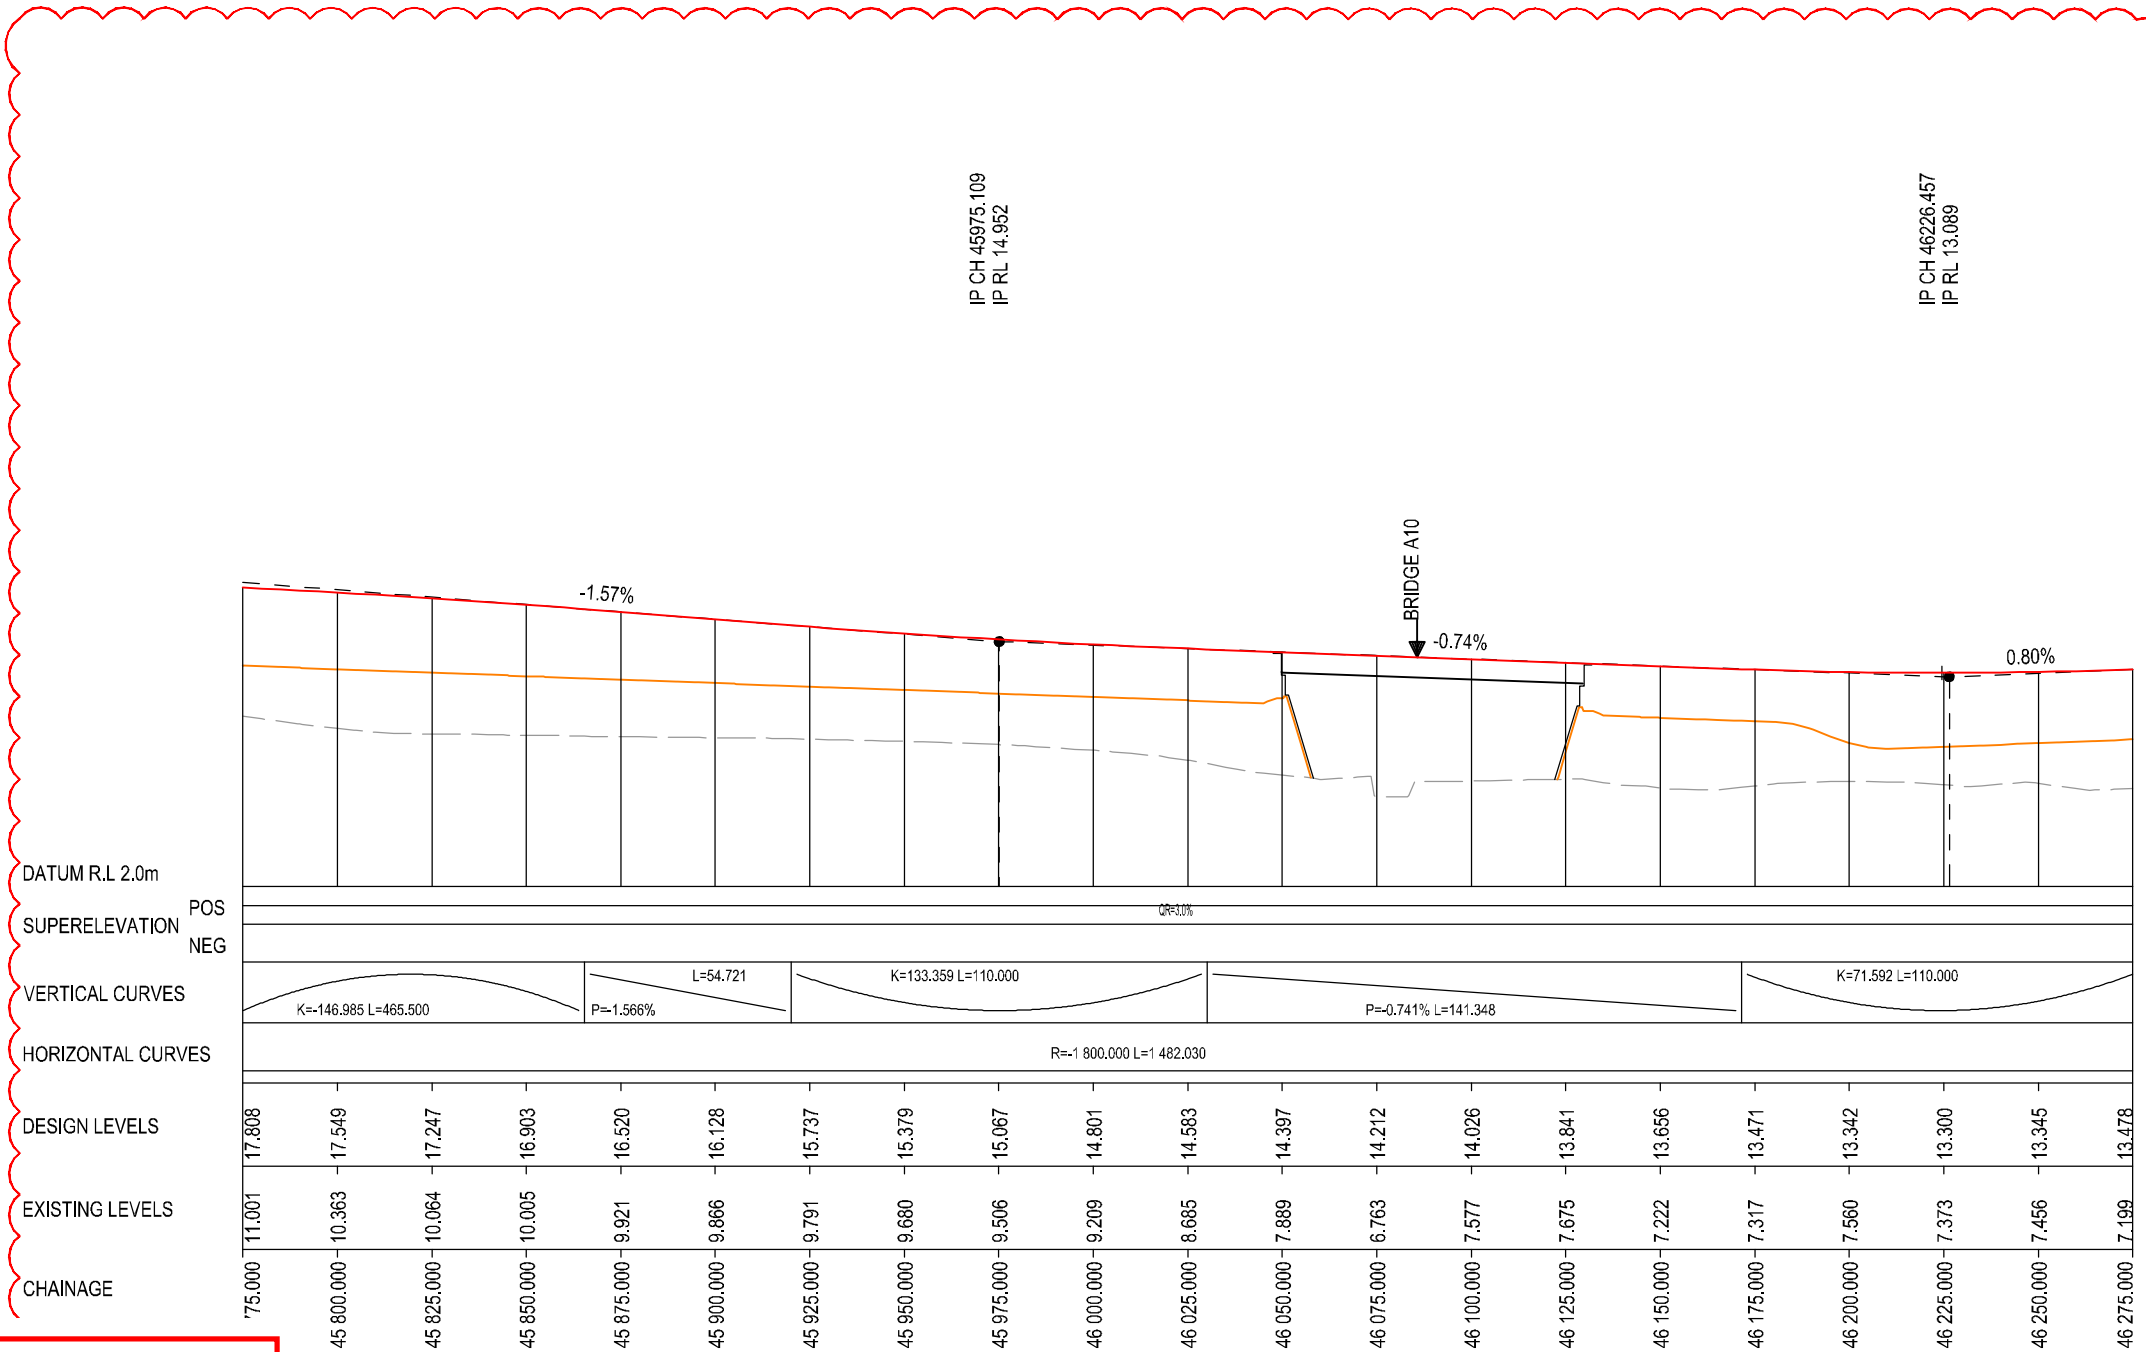 IP CH 45975.109
IP RL 14.952
IP CH 46226.457
IP RL 13.089
BRIDGE A10
-1.57%
-0.74%
0.80%
DATUM R.L 2.0m
SUPERELEVATION
POS
NEG
QR=3.0%
VERTICAL CURVES
K=-146.985 L=465.500
L=54.721
P=-1.566%
K=133.359 L=110.000
P=-0.741% L=141.348
K=71.592 L=110.000
HORIZONTAL CURVES
R=-1 800.000 L=1 482.030
DESIGN LEVELS
17.808 17.549 17.247 16.903 16.520 16.128 15.737 15.379 15.067 14.801 14.583 14.397 14.212 14.026 13.841 13.656 13.471 13.342 13.300 13.345 13.478
EXISTING LEVELS
11.001 10.363 10.064 10.005 9.921 9.866 9.791 9.680 9.506 9.209 8.685 7.889 6.763 7.577 7.675 7.222 7.317 7.560 7.373 7.456 7.199
CHAINAGE
75.000 45 800.000 45 825.000 45 850.000 45 875.000 45 900.000 45 925.000 45 950.000 45 975.000 46 000.000 46 025.000 46 050.000 46 075.000 46 100.000 46 125.000 46 150.000 46 175.000 46 200.000 46 225.000 46 250.000 46 275.000